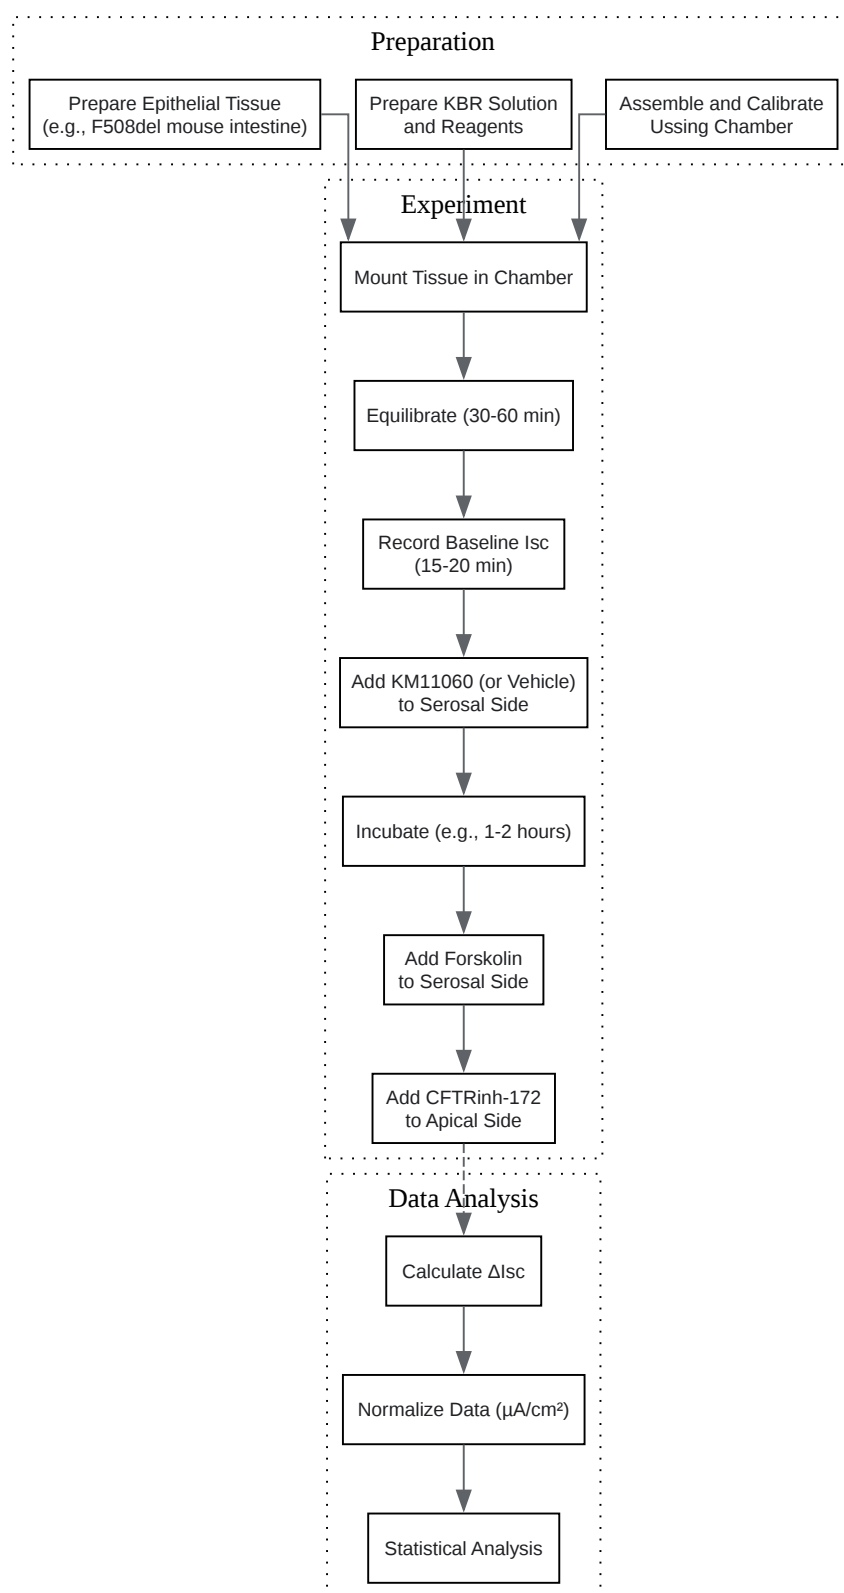 Preparation
Prepare Epithelial Tissue
(e.g., F508del mouse intestine)
Prepare KBR Solution
and Reagents
Assemble and Calibrate
Ussing Chamber
Experiment
Mount Tissue in Chamber
Equilibrate (30-60 min)
Record Baseline Isc
(15-20 min)
Add KM11060 (or Vehicle)
to Serosal Side
Incubate (e.g., 1-2 hours)
Add Forskolin
to Serosal Side
Add CFTRinh-172
to Apical Side
Data Analysis
Calculate ΔIsc
Normalize Data (µA/cm²)
Statistical Analysis